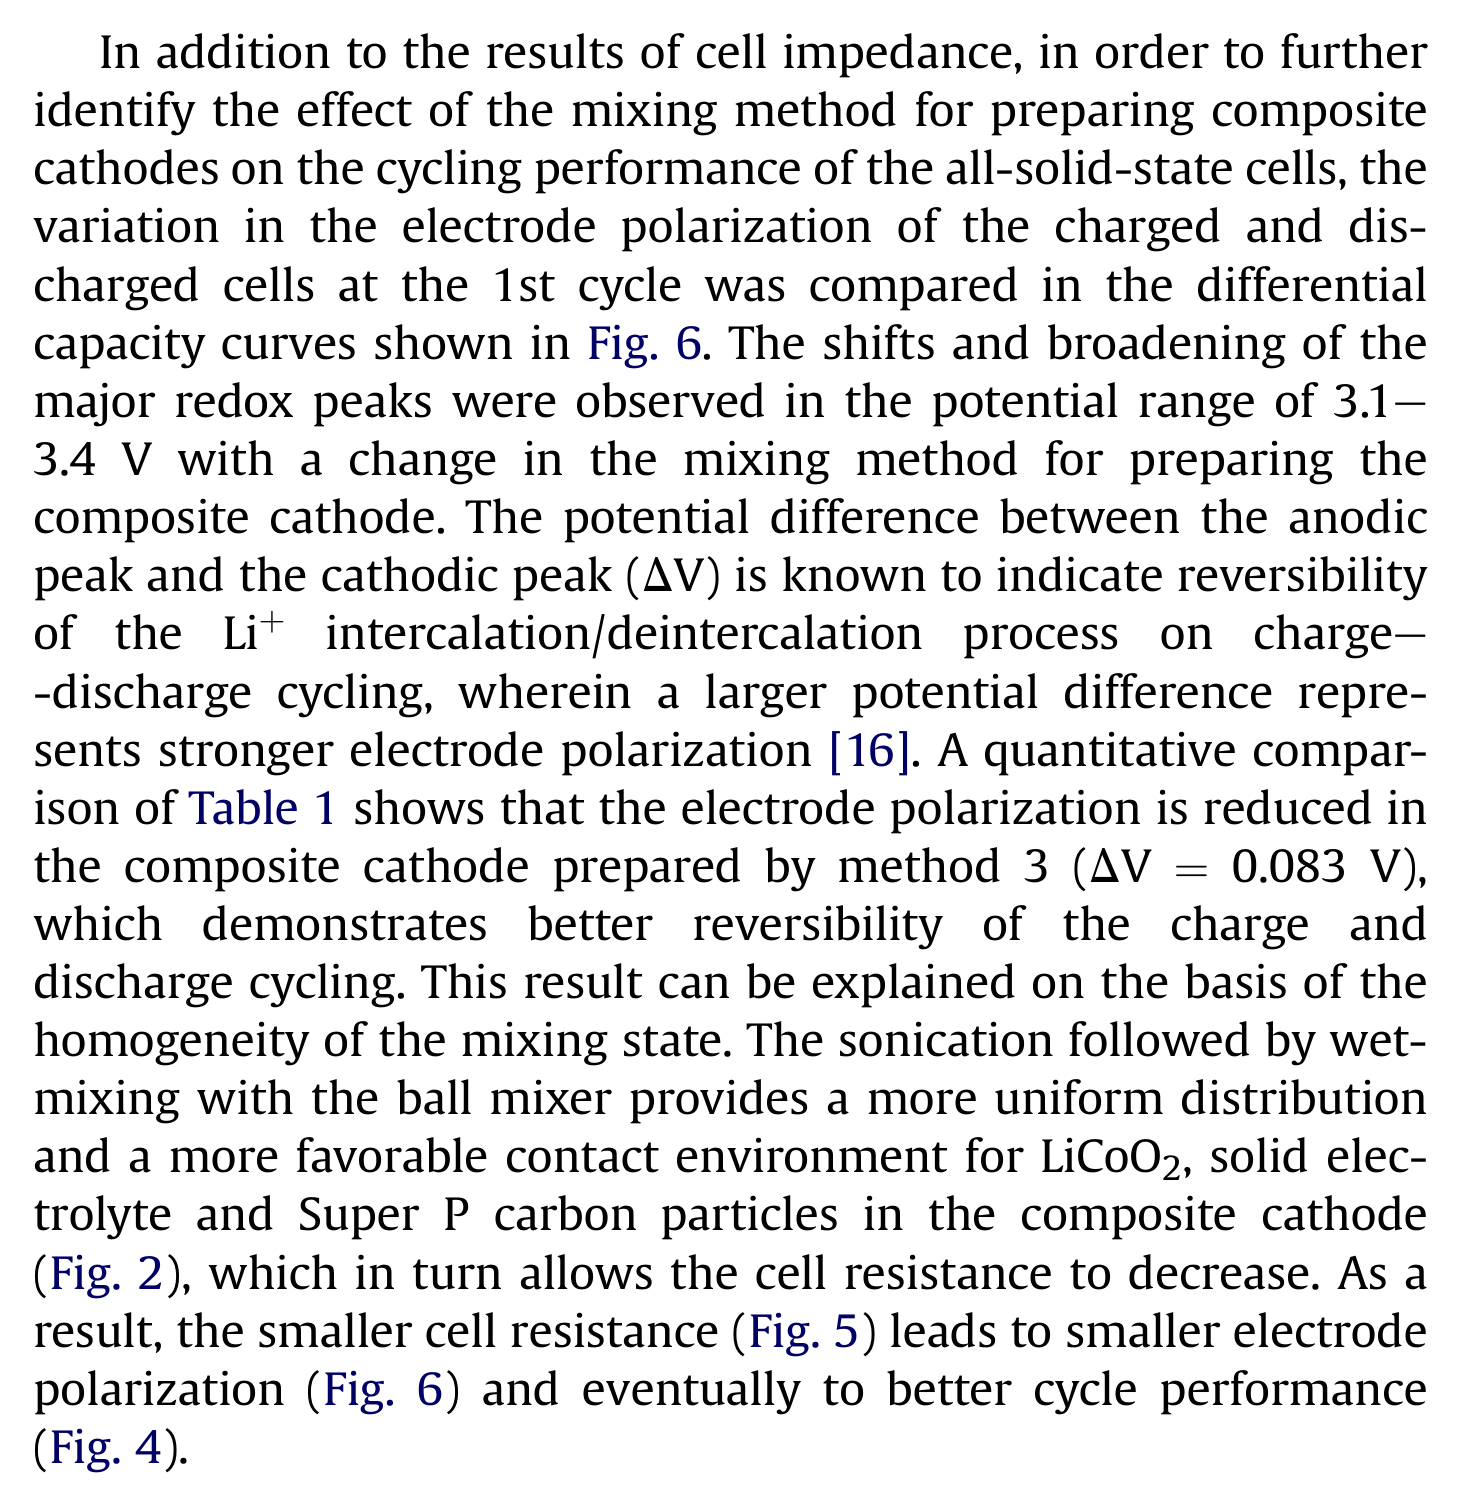 In addition to the results of cell impedance, in order to further
identify the effect of the mixing method for preparing composite
cathodes on the cycling performance of the all-solid-state cells, the
variation in the electrode polarization of the charged and dis-
charged cells at the 1st cycle was compared in the differential
capacity curves shown in Fig. 6. The shifts and broadening of the
major redox peaks were observed in the potential range of 3.1–
3.4 V with a change in the mixing method for preparing the
composite cathode. The potential difference between the anodic
peak and the cathodic peak (ΔV) is known to indicate reversibility
of the Li⁺ intercalation/deintercalation process on charge–
-discharge cycling, wherein a larger potential difference repre-
sents stronger electrode polarization [16]. A quantitative compar-
ison of Table 1 shows that the electrode polarization is reduced in
the composite cathode prepared by method 3 (ΔV = 0.083 V),
which demonstrates better reversibility of the charge and
discharge cycling. This result can be explained on the basis of the
homogeneity of the mixing state. The sonication followed by wet-
mixing with the ball mixer provides a more uniform distribution
and a more favorable contact environment for LiCoO₂, solid elec-
trolyte and Super P carbon particles in the composite cathode
(Fig. 2), which in turn allows the cell resistance to decrease. As a
result, the smaller cell resistance (Fig. 5) leads to smaller electrode
polarization (Fig. 6) and eventually to better cycle performance
(Fig. 4).